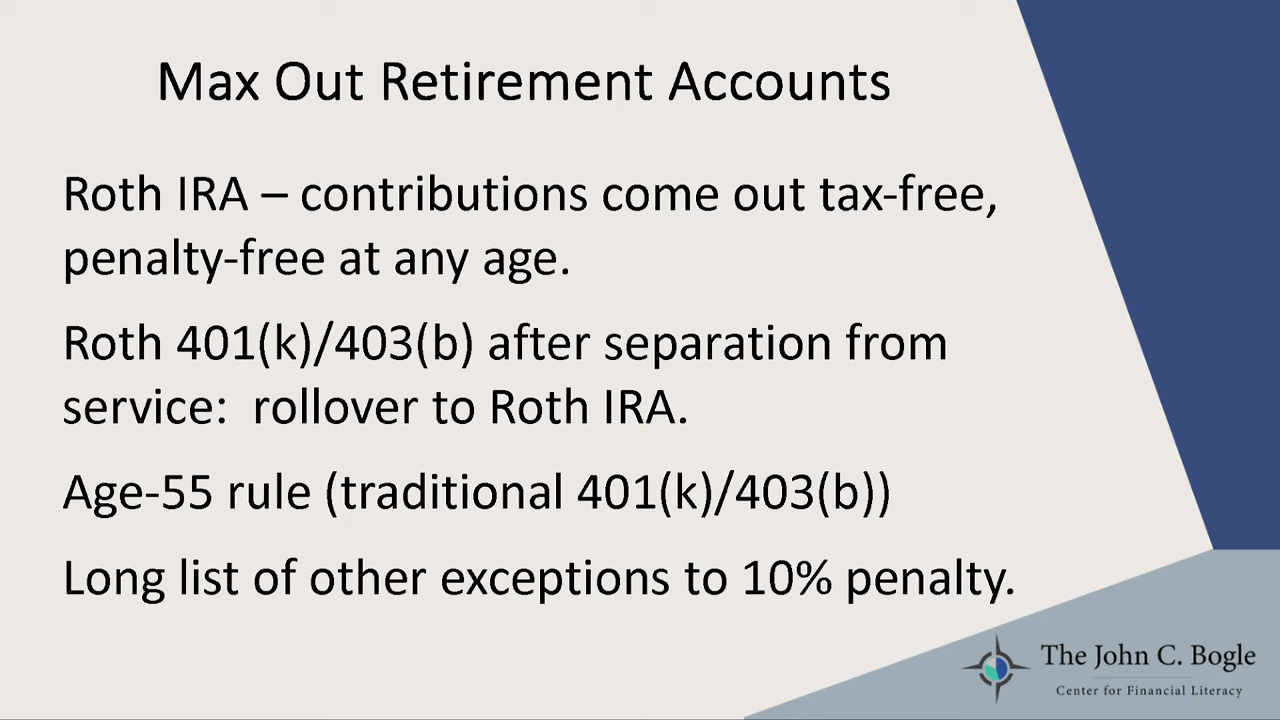 Max Out Retirement Accounts
Roth IRA – contributions come out tax-free,
penalty-free at any age.
Roth 401(k)/403(b) after separation from
service:  rollover to Roth IRA.
Age-55 rule (traditional 401(k)/403(b))
Long list of other exceptions to 10% penalty.
The John C. Bogle
Center for Financial Literacy